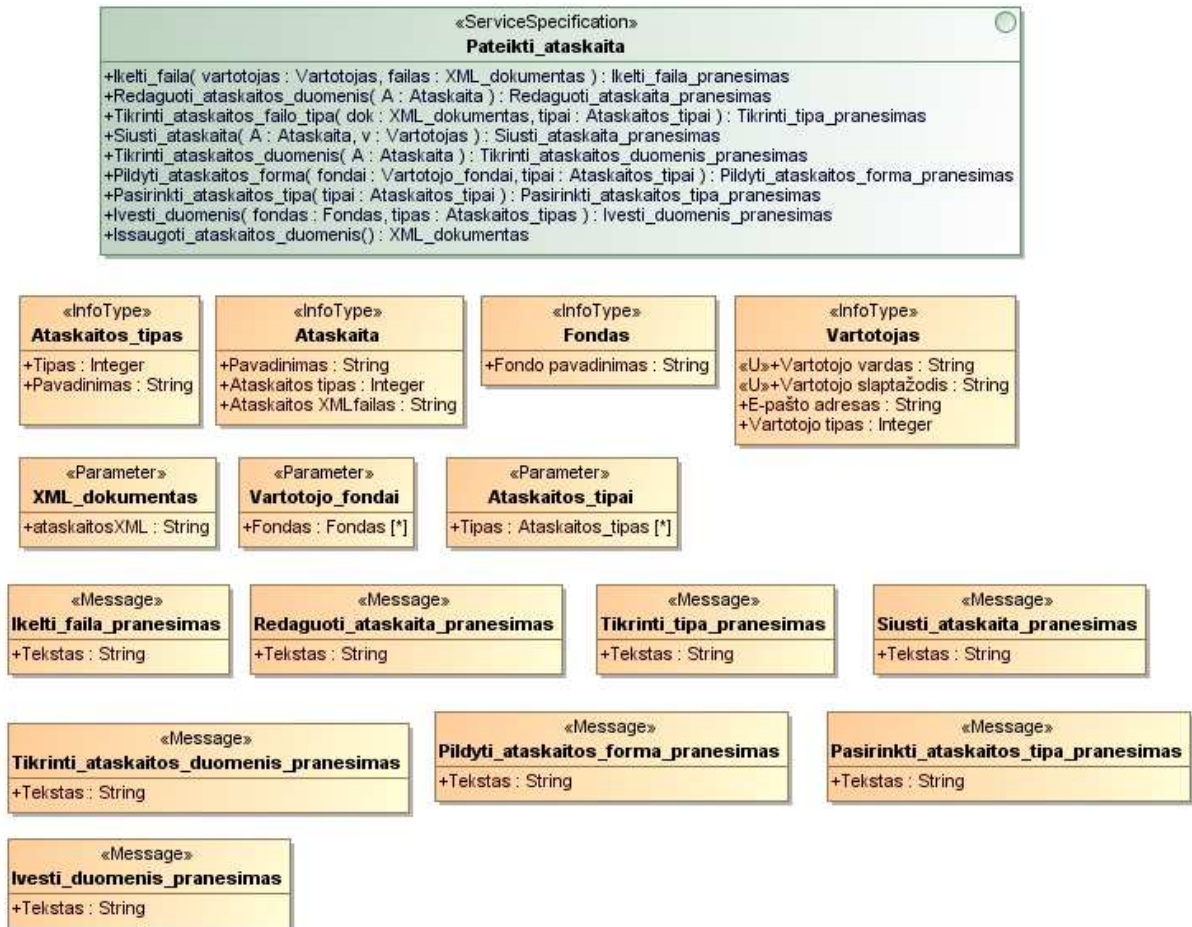 «ServiceSpecification»
Pateikti_ataskaita
+Ikelti_faila( vartotojas : Vartotojas, failas : XML_dokumentas ) : Ikelti_faila_pranesimas
+Redaguoti_ataskaitos_duomenis( A : Ataskaita ) : Redaguoti_ataskaita_pranesimas
+Tikrinti_ataskaitos_failo_tipa( dok : XML_dokumentas, tipai : Ataskaitos_tipai ) : Tikrinti_tipa_pranesimas
+Siusti_ataskaita( A : Ataskaita, v : Vartotojas ) : Siusti_ataskaita_pranesimas
+Tikrinti_ataskaitos_duomenis( A : Ataskaita ) : Tikrinti_ataskaitos_duomenis_pranesimas
+Pildyti_ataskaitos_forma( fondai : Vartotojo_fondai, tipai : Ataskaitos_tipai ) : Pildyti_ataskaitos_forma_pranesimas
+Pasirinkti_ataskaitos_tipa( tipai : Ataskaitos_tipai ) : Pasirinkti_ataskaitos_tipa_pranesimas
+Ivesti_duomenis( fondas : Fondas, tipas : Ataskaitos_tipas ) : Ivesti_duomenis_pranesimas
+Issaugoti_ataskaitos_duomenis() : XML_dokumentas
«InfoType»
Ataskaitos_tipas
+Tipas : Integer
+Pavadinimas : String
«InfoType»
Ataskaita
+Pavadinimas : String
+Ataskaitos tipas : Integer
+Ataskaitos XMLfailas : String
«InfoType»
Fondas
+Fondo pavadinimas : String
«InfoType»
Vartotojas
«U»+Vartotojo vardas : String
«U»+Vartotojo slaptažodis : String
+E-pašto adresas : String
+Vartotojo tipas : Integer
«Parameter»
XML_dokumentas
+ataskaitosXML : String
«Parameter»
Vartotojo_fondai
+Fondas : Fondas [*]
«Parameter»
Ataskaitos_tipai
+Tipas : Ataskaitos_tipas [*]
«Message»
Ikelti_faila_pranesimas
+Tekstas : String
«Message»
Redaguoti_ataskaita_pranesimas
+Tekstas : String
«Message»
Tikrinti_tipa_pranesimas
+Tekstas : String
«Message»
Siusti_ataskaita_pranesimas
+Tekstas : String
«Message»
Tikrinti_ataskaitos_duomenis_pranesimas
+Tekstas : String
«Message»
Pildyti_ataskaitos_forma_pranesimas
+Tekstas : String
«Message»
Pasirinkti_ataskaitos_tipa_pranesimas
+Tekstas : String
«Message»
Ivesti_duomenis_pranesimas
+Tekstas : String